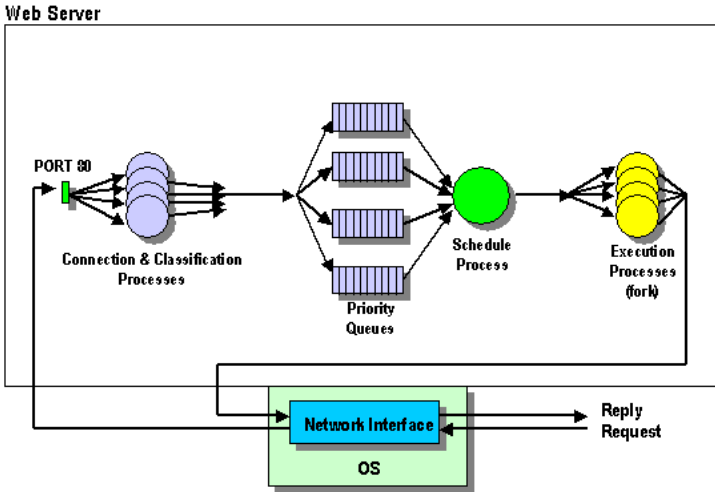 Web Server
PORT 80
Connection & Classification
Processes
Priority
Queues
Schedule
Process
Execution
Processes
(fork)
Network Interface
OS
Reply
Request